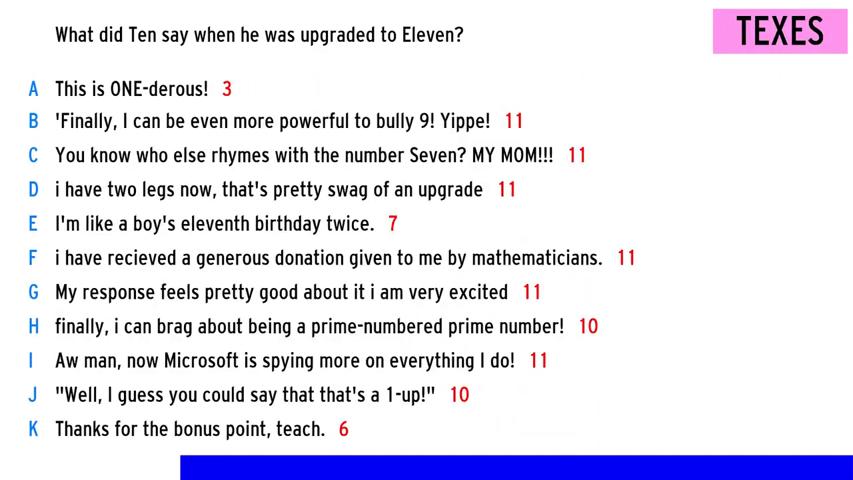 What did Ten say when he was upgraded to Eleven?
TEXES
A This is ONE-derous! 3
B 'Finally, I can be even more powerful to bully 9! Yippe! 11
C You know who else rhymes with the number Seven? MY MOM!!! 11
D i have two legs now, that's pretty swag of an upgrade 11
E I'm like a boy's eleventh birthday twice. 7
F i have recieved a generous donation given to me by mathematicians. 11
G My response feels pretty good about it i am very excited 11
H finally, i can brag about being a prime-numbered prime number! 10
I Aw man, now Microsoft is spying more on everything I do! 11
J "Well, I guess you could say that that's a 1-up!" 10
K Thanks for the bonus point, teach. 6